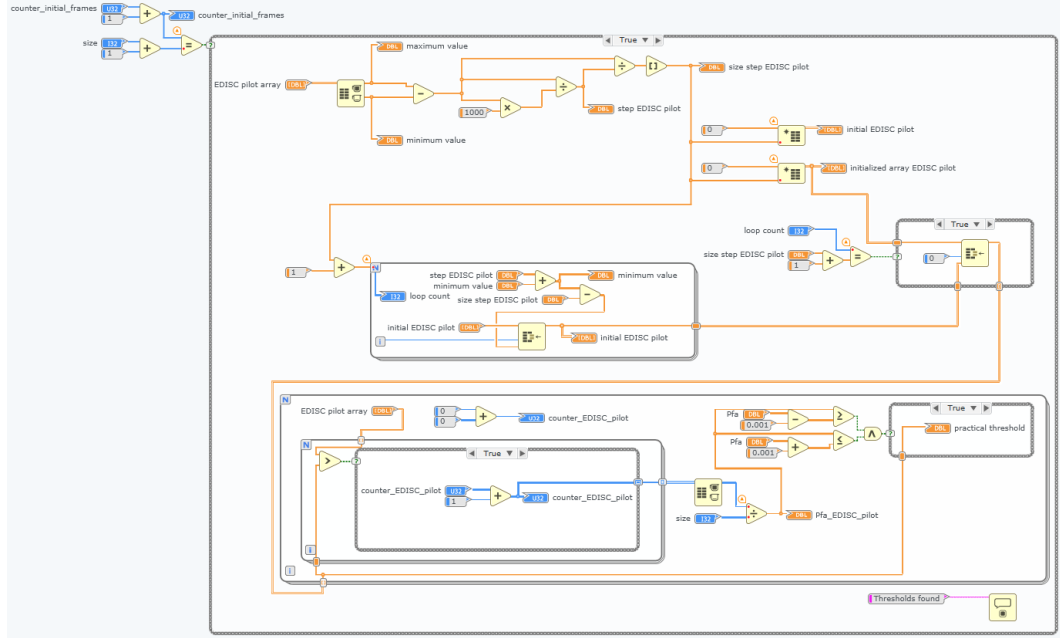 counter_initial_frames
U32
1
U32
counter_initial_frames
size
I32
1
True
EDISC pilot array
[DBL]
DBL
maximum value
DBL
minimum value
1000
DBL
size step EDISC pilot
DBL
step EDISC pilot
0
[DBL]
initial EDISC pilot
0
[DBL]
initialized array EDISC pilot
loop count
I32
size step EDISC pilot
DBL
1
True
0
1
N
I32
loop count
step EDISC pilot
DBL
DBL
minimum value
minimum value
DBL
size step EDISC pilot
DBL
initial EDISC pilot
[DBL]
[DBL]
initial EDISC pilot
i
N
EDISC pilot array
[DBL]
0
0
U32
counter_EDISC_pilot
Pfa
DBL
0.001
Pfa
DBL
0.001
True
DBL
practical threshold
N
True
counter_EDISC_pilot
U32
1
U32
counter_EDISC_pilot
size
I32
DBL
Pfa_EDISC_pilot
i
i
Thresholds found